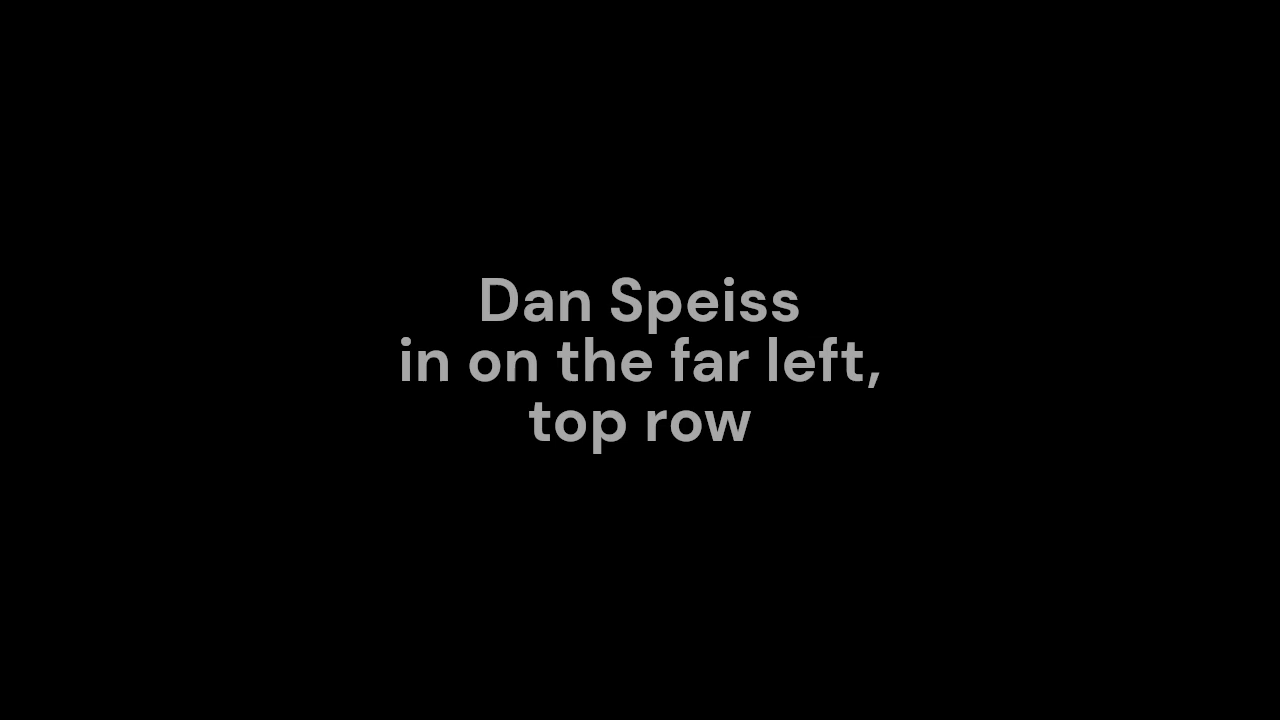 Dan Speiss
in on the far left,
top row